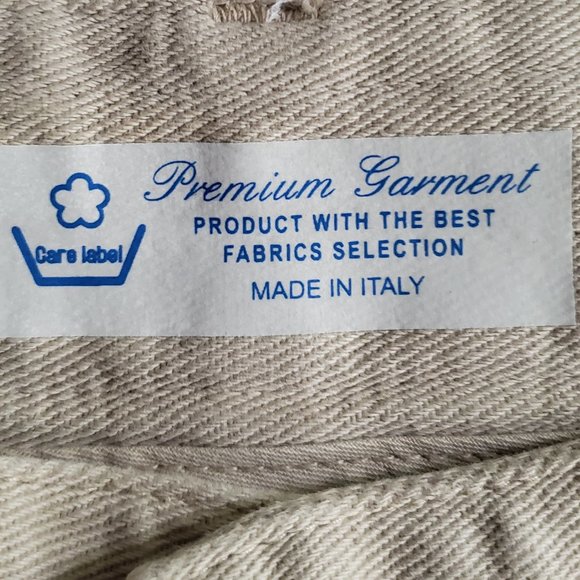 Premium Garment
PRODUCT WITH THE BEST
FABRICS SELECTION
MADE IN ITALY
Care label